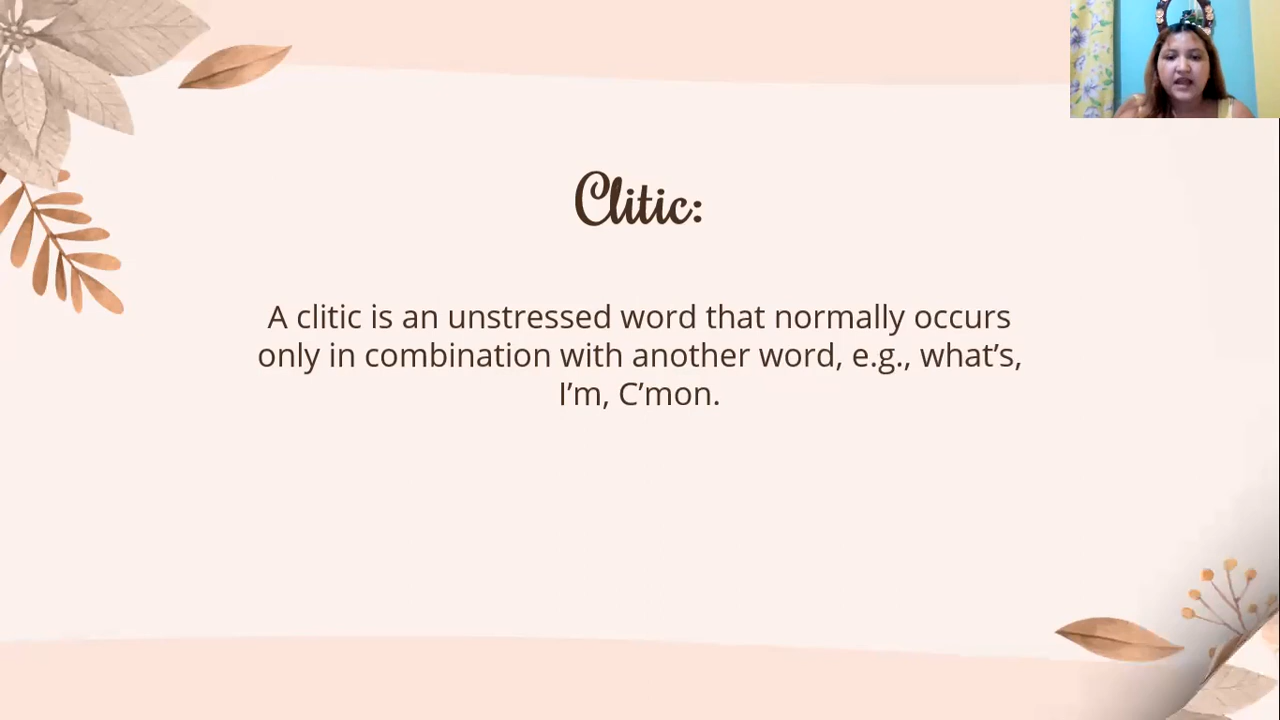 Clitic:
A clitic is an unstressed word that normally occurs
only in combination with another word, e.g., what’s,
I’m, C’mon.